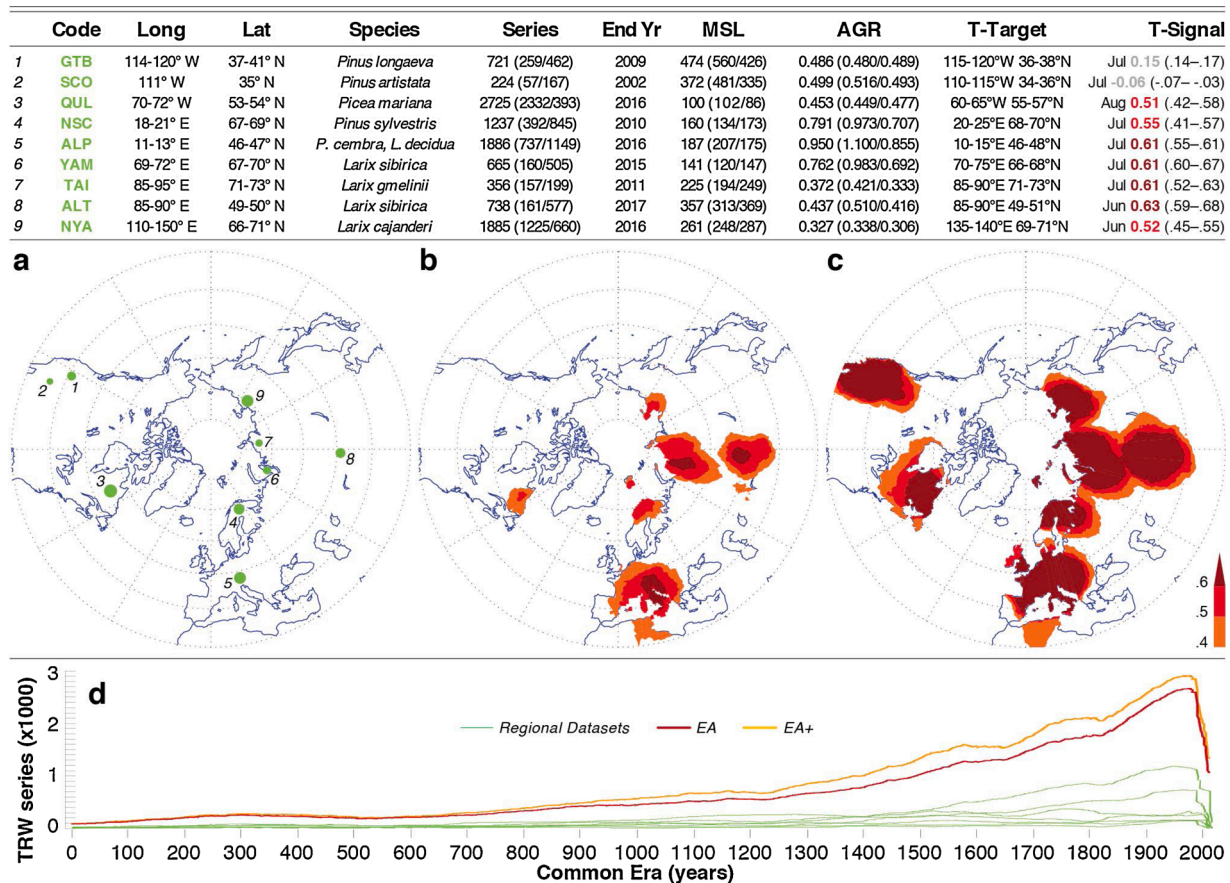 Code Long Lat Species Series End Yr MSL AGR T-Target T-Signal
1 GTB 114-120° W 37-41° N Pinus longaeva 721 (259/462) 2009 474 (560/426) 0.486 (0.480/0.489) 115-120°W 36-38°N Jul 0.15 (.14–.17)
2 SCO 111° W 35° N Pinus artistata 224 (57/167) 2002 372 (481/335) 0.499 (0.516/0.493) 110-115°W 34-36°N Jul -0.06 (-.07– -.03)
3 QUL 70-72° W 53-54° N Picea mariana 2725 (2332/393) 2016 100 (102/86) 0.453 (0.449/0.477) 60-65°W 55-57°N Aug 0.51 (.42–.58)
4 NSC 18-21° E 67-69° N Pinus sylvestris 1237 (392/845) 2010 160 (134/173) 0.791 (0.973/0.707) 20-25°E 68-70°N Jul 0.55 (.41–.57)
5 ALP 11-13° E 46-47° N P. cembra, L. decidua 1886 (737/1149) 2016 187 (207/175) 0.950 (1.100/0.855) 10-15°E 46-48°N Jul 0.61 (.55–.61)
6 YAM 69-72° E 67-70° N Larix sibirica 665 (160/505) 2015 141 (120/147) 0.762 (0.983/0.692) 70-75°E 66-68°N Jul 0.61 (.60–.67)
7 TAI 85-95° E 71-73° N Larix gmelinii 356 (157/199) 2011 225 (194/249) 0.372 (0.421/0.333) 85-90°E 71-73°N Jul 0.61 (.52–.63)
8 ALT 85-90° E 49-50° N Larix sibirica 738 (161/577) 2017 357 (313/369) 0.437 (0.510/0.416) 85-90°E 49-51°N Jun 0.63 (.59–.68)
9 NYA 110-150° E 66-71° N Larix cajanderi 1885 (1225/660) 2016 261 (248/287) 0.327 (0.338/0.306) 135-140°E 69-71°N Jun 0.52 (.45–.55)
a b c
2 1 9
7
8
3 6
4
5
.6
.5
.4
d
TRW series (x1000)
3
2
1
0
Regional Datasets EA EA+
0 100 200 300 400 500 600 700 800 900 1000 1100 1200 1300 1400 1500 1600 1700 1800 1900 2000
Common Era (years)